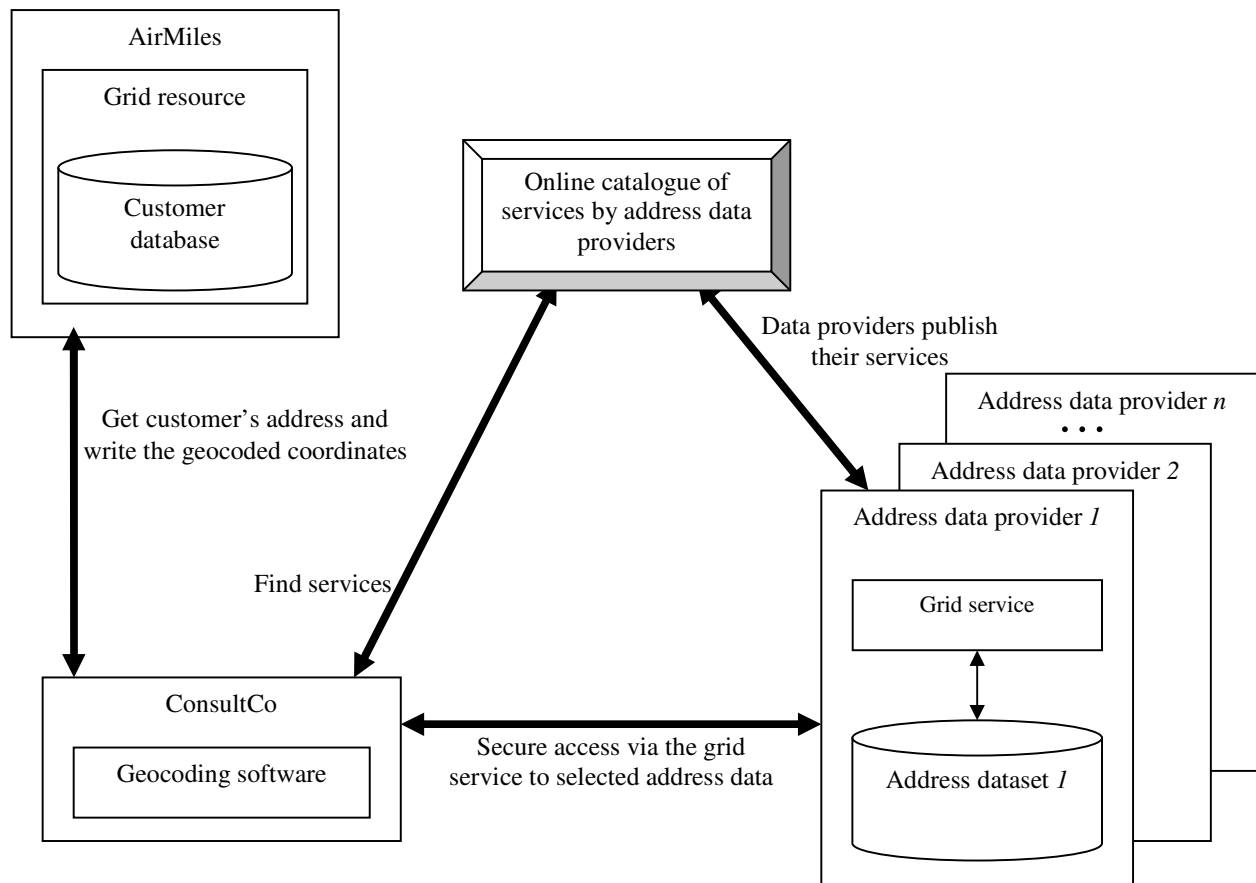 AirMiles
Grid resource
Customer
database
Online catalogue of
services by address data
providers
Data providers publish
their services
Get customer’s address and
write the geocoded coordinates
Find services
Address data provider n
. . .
Address data provider 2
Address data provider 1
Grid service
Address dataset 1
ConsultCo
Geocoding software
Secure access via the grid
service to selected address data